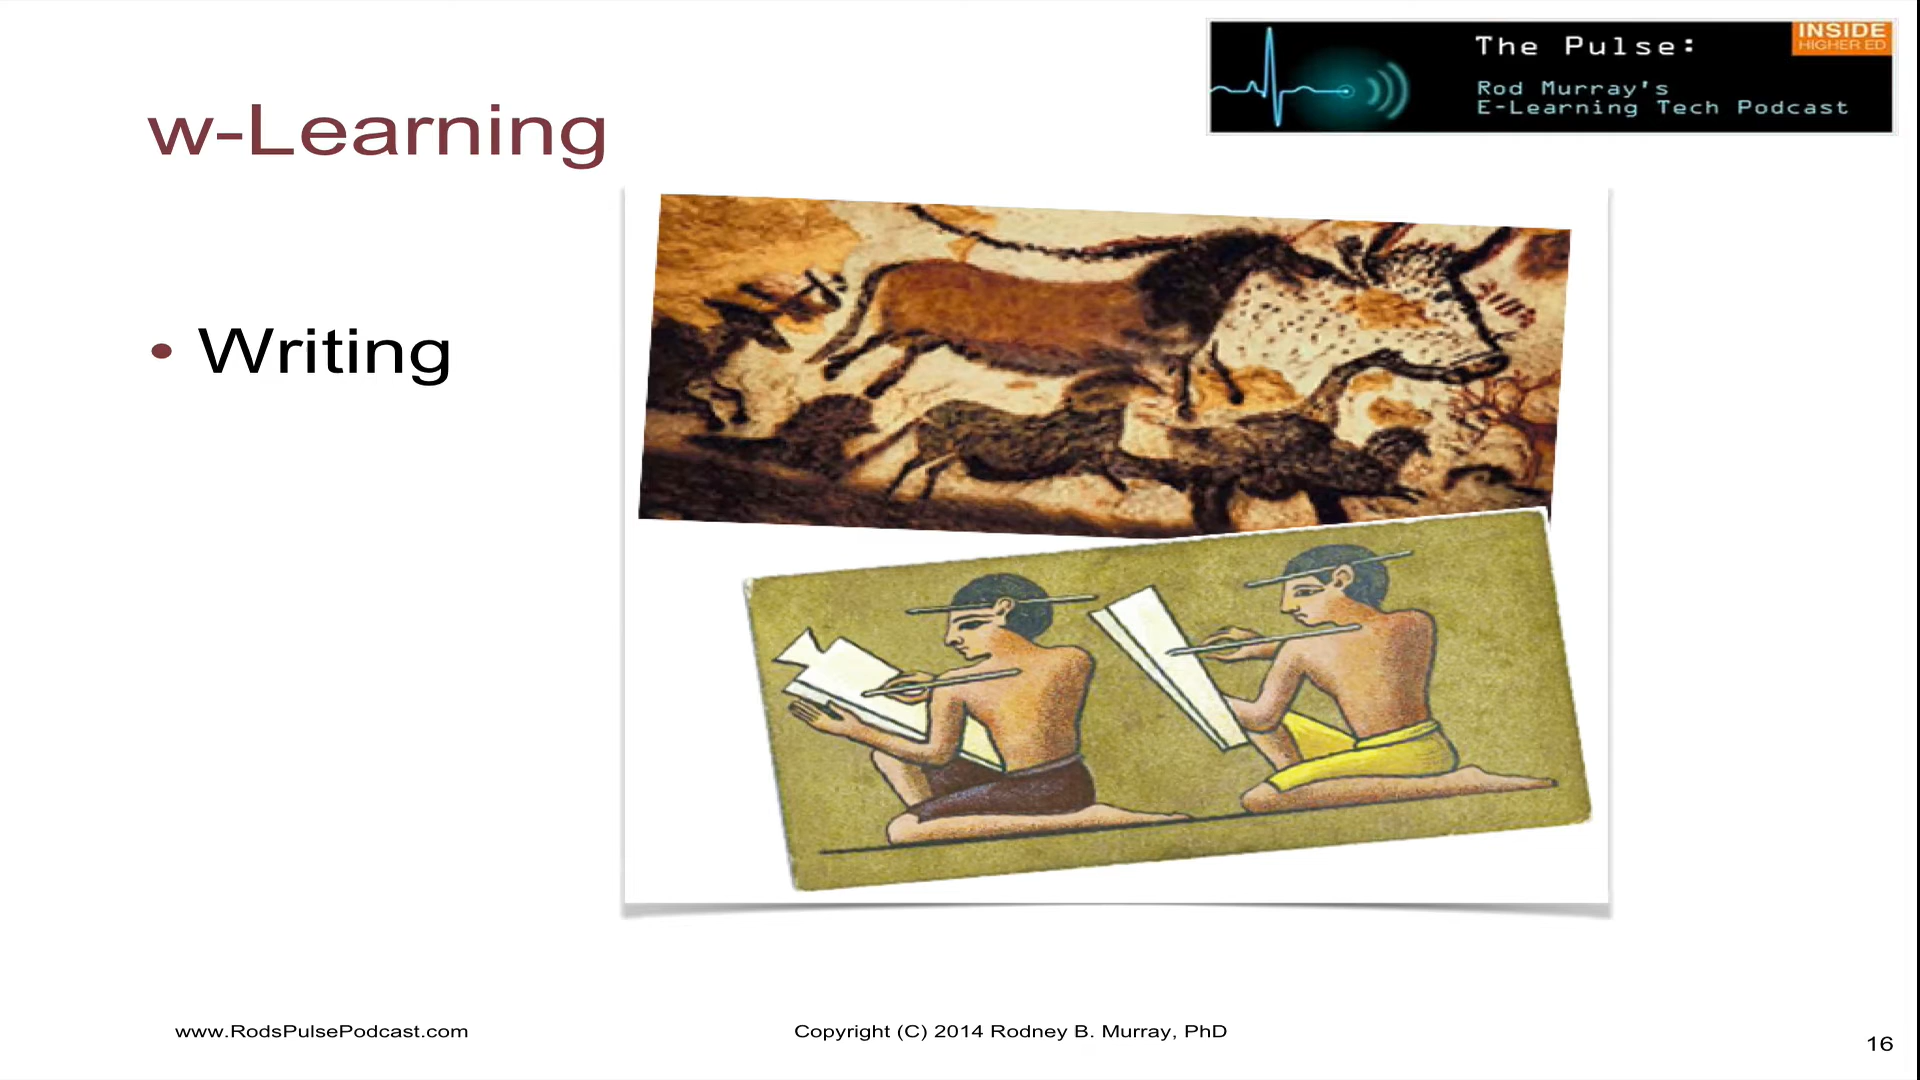 INSIDE
HIGHER ED
The Pulse:
Rod Murray's
E-Learning Tech Podcast
w-Learning
• Writing
www.RodsPulsePodcast.com
Copyright (C) 2014 Rodney B. Murray, PhD
16